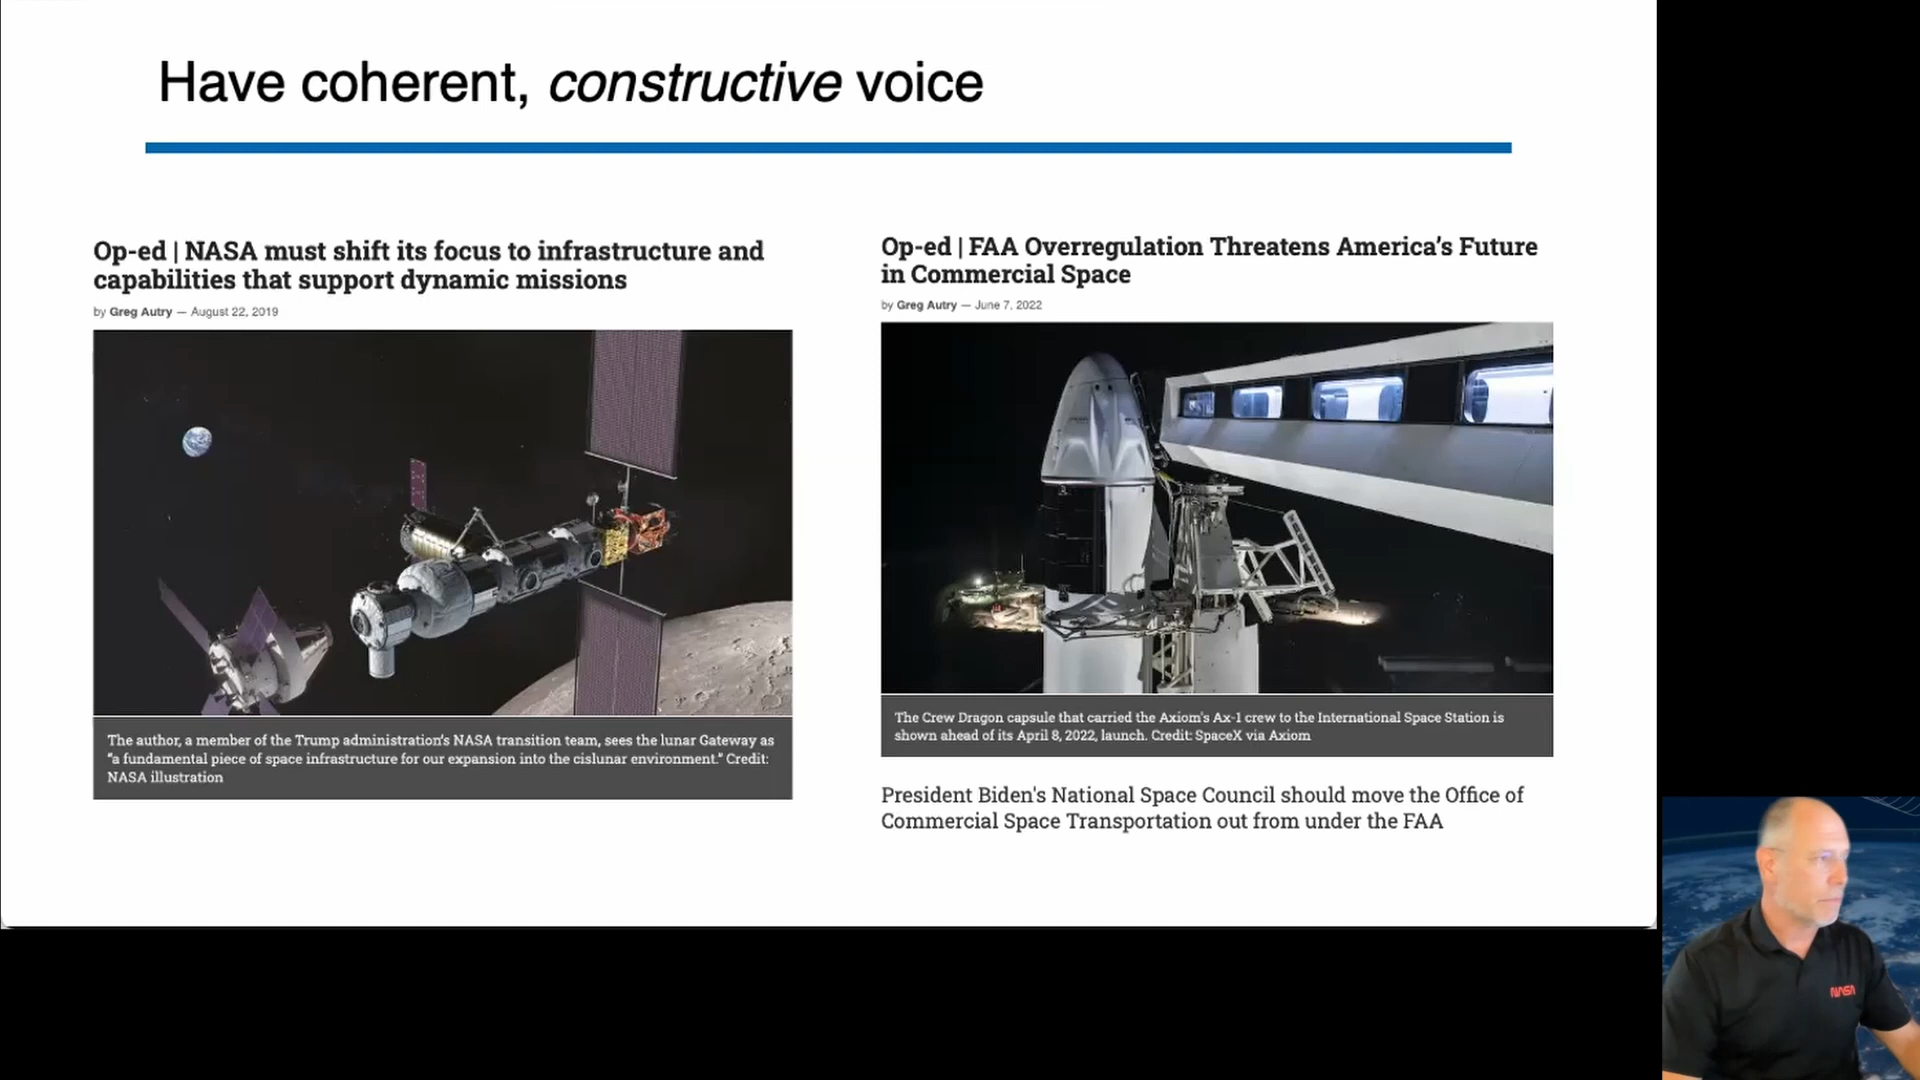 Have coherent, constructive voice
Op-ed | NASA must shift its focus to infrastructure and
capabilities that support dynamic missions
by Greg Autry — August 22, 2019
The author, a member of the Trump administration's NASA transition team, sees the lunar Gateway as
"a fundamental piece of space infrastructure for our expansion into the cislunar environment." Credit:
NASA illustration
Op-ed | FAA Overregulation Threatens America's Future
in Commercial Space
by Greg Autry — June 7, 2022
The Crew Dragon capsule that carried the Axiom's Ax-1 crew to the International Space Station is
shown ahead of its April 8, 2022, launch. Credit: SpaceX via Axiom
President Biden's National Space Council should move the Office of
Commercial Space Transportation out from under the FAA
NASA